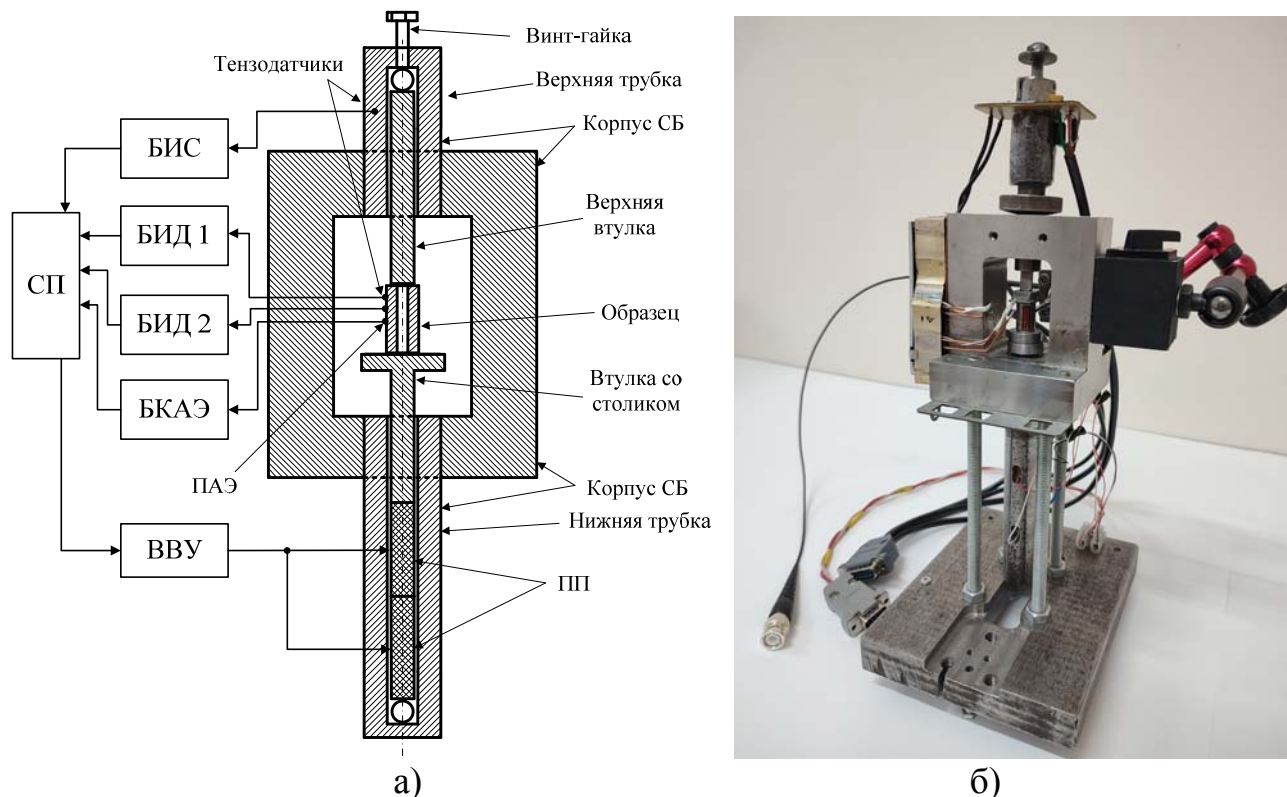 Винт-гайка
Тензодатчики
Верхняя трубка
Корпус СБ
БИС
Верхняя
втулка
БИД 1
СП
БИД 2
Образец
Втулка со
столиком
БКАЭ
ПАЭ
Корпус СБ
Нижняя трубка
ВВУ
ПП
а)
б)